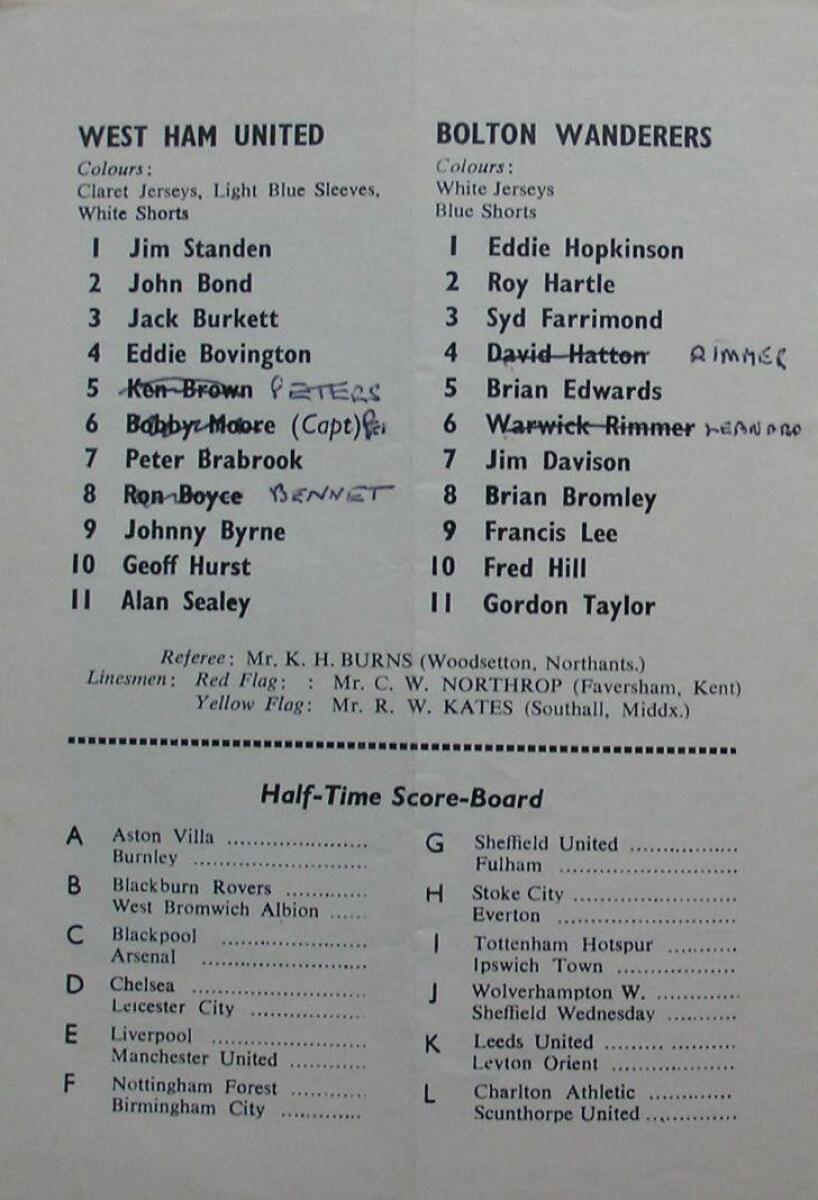 WEST HAM UNITED
Colours:
Claret Jerseys, Light Blue Sleeves,
White Shorts
1 Jim Standen
2 John Bond
3 Jack Burkett
4 Eddie Bovington
5 Ken Brown PETERS
6 Bobby Moore (Capt)
7 Peter Brabrook
8 Ron Boyce BENNET
9 Johnny Byrne
10 Geoff Hurst
11 Alan Sealey
BOLTON WANDERERS
Colours:
White Jerseys
Blue Shorts
1 Eddie Hopkinson
2 Roy Hartle
3 Syd Farrimond
4 David Hatton RIMMER
5 Brian Edwards
6 Warwick Rimmer
7 Jim Davison
8 Brian Bromley
9 Francis Lee
10 Fred Hill
11 Gordon Taylor
Referee: Mr. K. H. BURNS (Woodsetton, Northants.)
Linesmen: Red Flag: : Mr. C. W. NORTHROP (Faversham, Kent)
Yellow Flag: Mr. R. W. KATES (Southall, Middx.)
Half-Time Score-Board
A Aston Villa ......................
Burnley ...........................
B Blackburn Rovers ............
West Bromwich Albion .....
C Blackpool ......................
Arsenal .........................
D Chelsea ...........................
Leicester City .................
E Liverpool ........................
Manchester United ............
F Nottingham Forest ............
Birmingham City ............
G Sheffield United .................
Fulham ...........................
H Stoke City .........................
Everton ...........................
I Tottenham Hotspur ...........
Ipswich Town ..................
J Wolverhampton W. .............
Sheffield Wednesday ...........
K Leeds United ......... ..........
Leyton Orient ...................
L Charlton Athletic .............
Scunthorpe United ..............